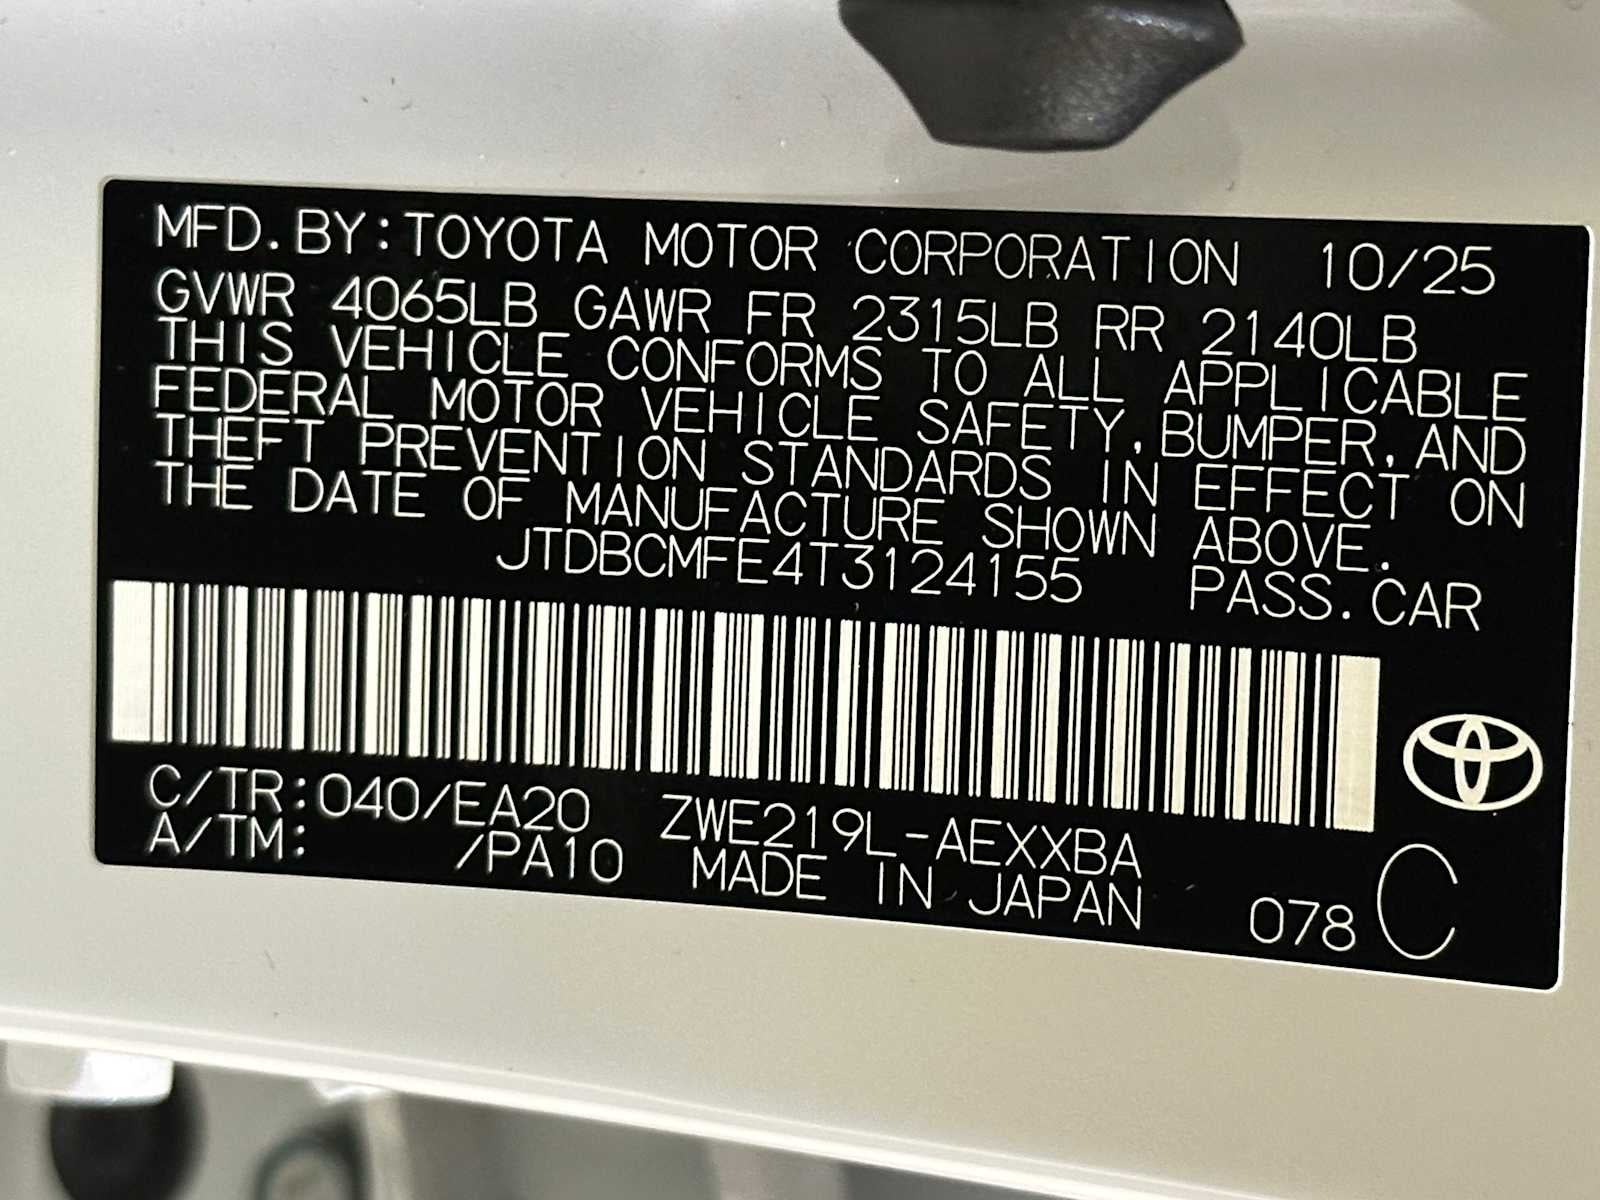 MFD.BY:TOYOTA MOTOR CORPORATION 10/25
GVWR 4065LB GAWR FR 2315LB RR 2140LB
THIS VEHICLE CONFORMS TO ALL APPLICABLE
FEDERAL MOTOR VEHICLE SAFETY,BUMPER,AND
THEFT PREVENTION STANDARDS IN EFFECT ON
THE DATE OF MANUFACTURE SHOWN ABOVE.
JTDBCMFE4T3124155 PASS.CAR
C/TR:040/EA20 ZWE219L-AEXXBA
A/TM: /PA10 MADE IN JAPAN 078 C